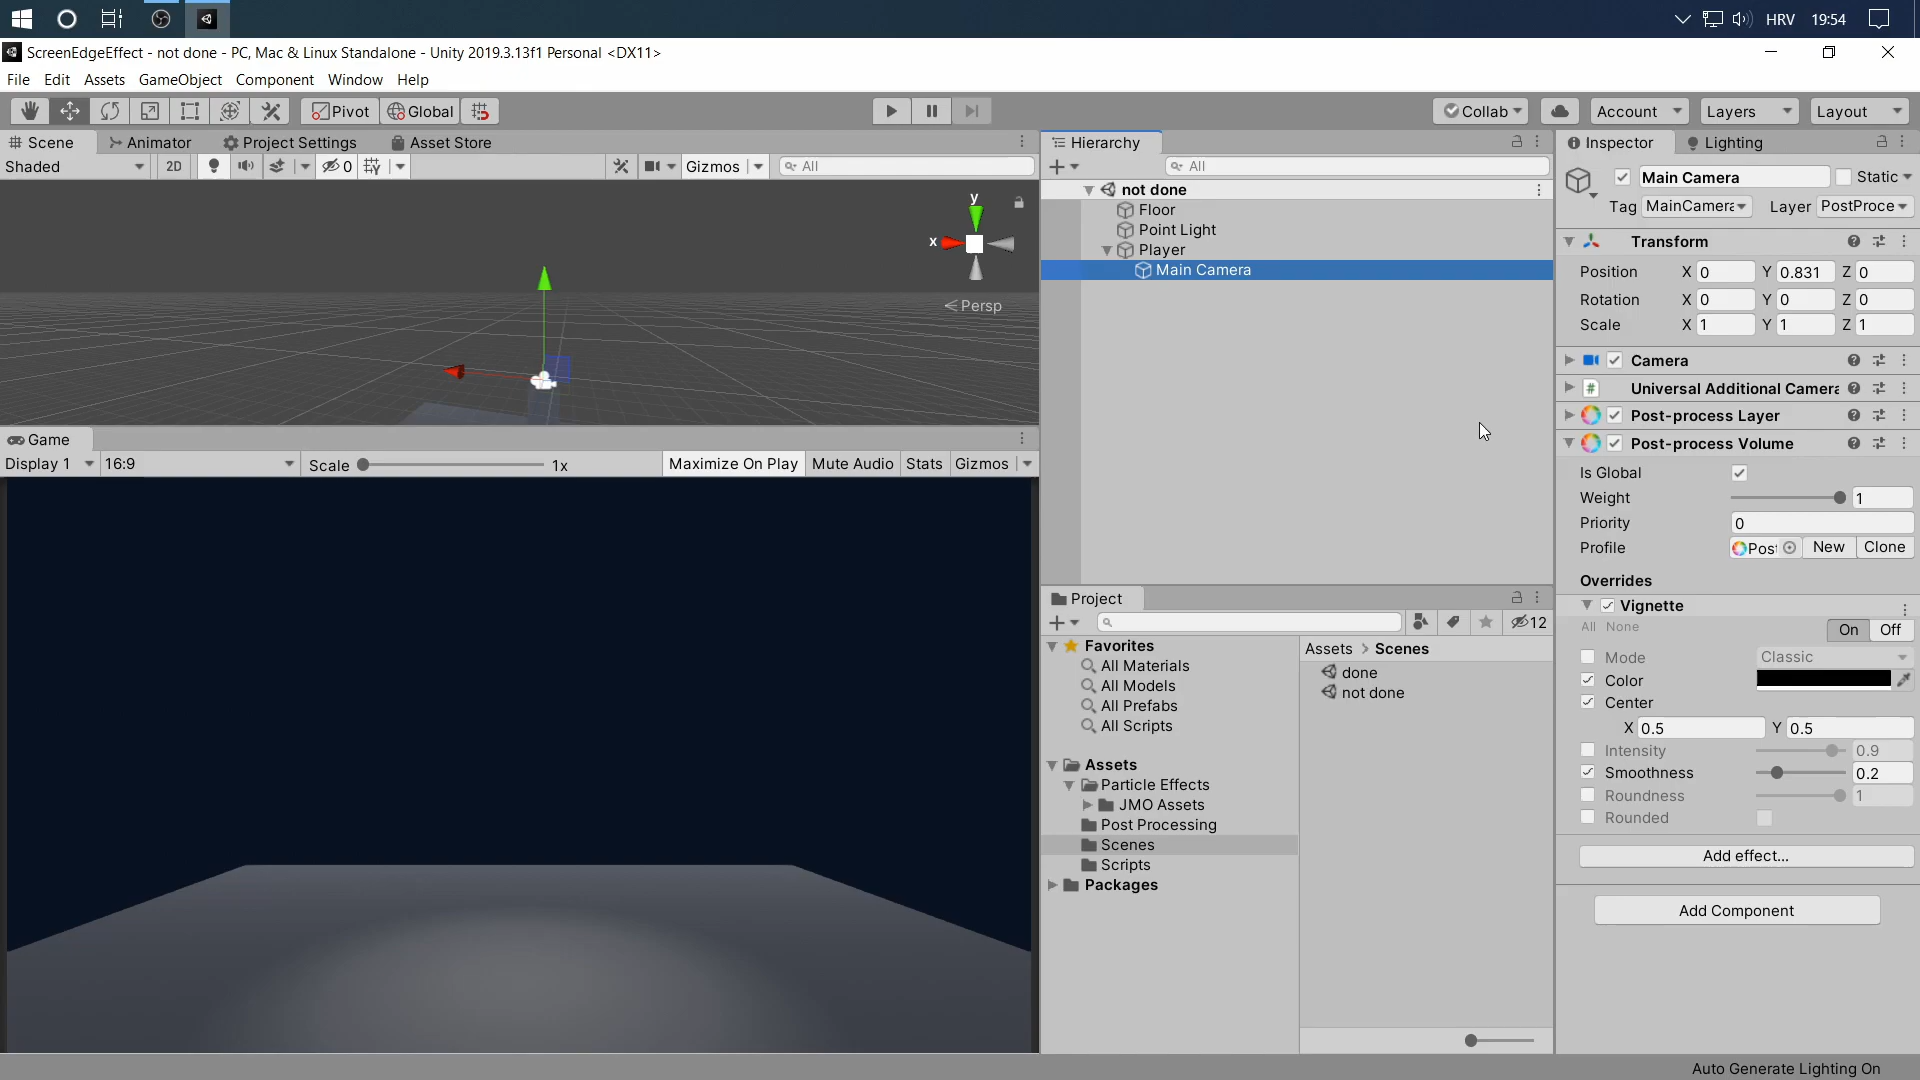 HRV 19:54
ScreenEdgeEffect - not done - PC, Mac & Linux Standalone - Unity 2019.3.13f1 Personal <DX11>
File Edit Assets GameObject Component Window Help
Pivot Global Collab Account Layers Layout
Scene Animator Project Settings Asset Store
Shaded 2D 0 Gizmos All
y
x
Persp
Game
Display 1 16:9 Scale 1x Maximize On Play Mute Audio Stats Gizmos
Hierarchy
All
not done
Floor
Point Light
Player
Main Camera
Project
12
Favorites
All Materials
All Models
All Prefabs
All Scripts
Assets
Particle Effects
JMO Assets
Post Processing
Scenes
Scripts
Packages
Assets > Scenes
done
not done
Inspector Lighting
Main Camera Static
Tag MainCamera Layer PostProce
Transform
Position X 0 Y 0.831 Z 0
Rotation X 0 Y 0 Z 0
Scale X 1 Y 1 Z 1
Camera
# Universal Additional Camera
Post-process Layer
Post-process Volume
Is Global
Weight 1
Priority 0
Profile Post New Clone
Overrides
Vignette
All None On Off
Mode Classic
Color
Center
X 0.5 Y 0.5
Intensity 0.9
Smoothness 0.2
Roundness 1
Rounded
Add effect...
Add Component
Auto Generate Lighting On